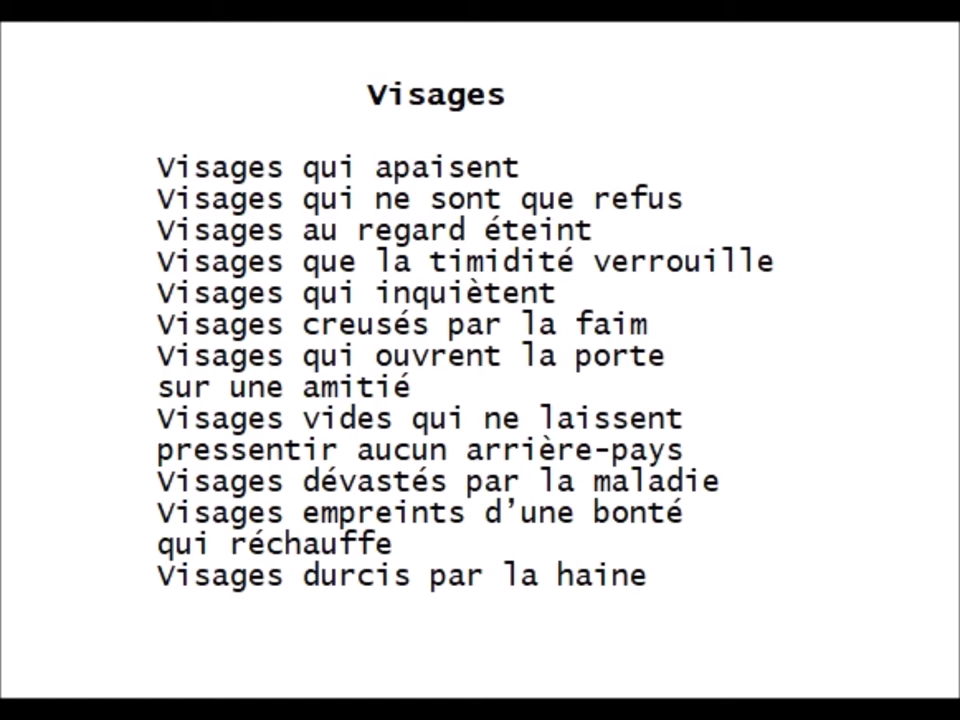 Visages
Visages qui apaisent
Visages qui ne sont que refus
Visages au regard éteint
Visages que la timidité verrouille
Visages qui inquiètent
Visages creusés par la faim
Visages qui ouvrent la porte
sur une amitié
Visages vides qui ne laissent
pressentir aucun arrière-pays
Visages dévastés par la maladie
Visages empreints d’une bonté
qui réchauffe
Visages durcis par la haine